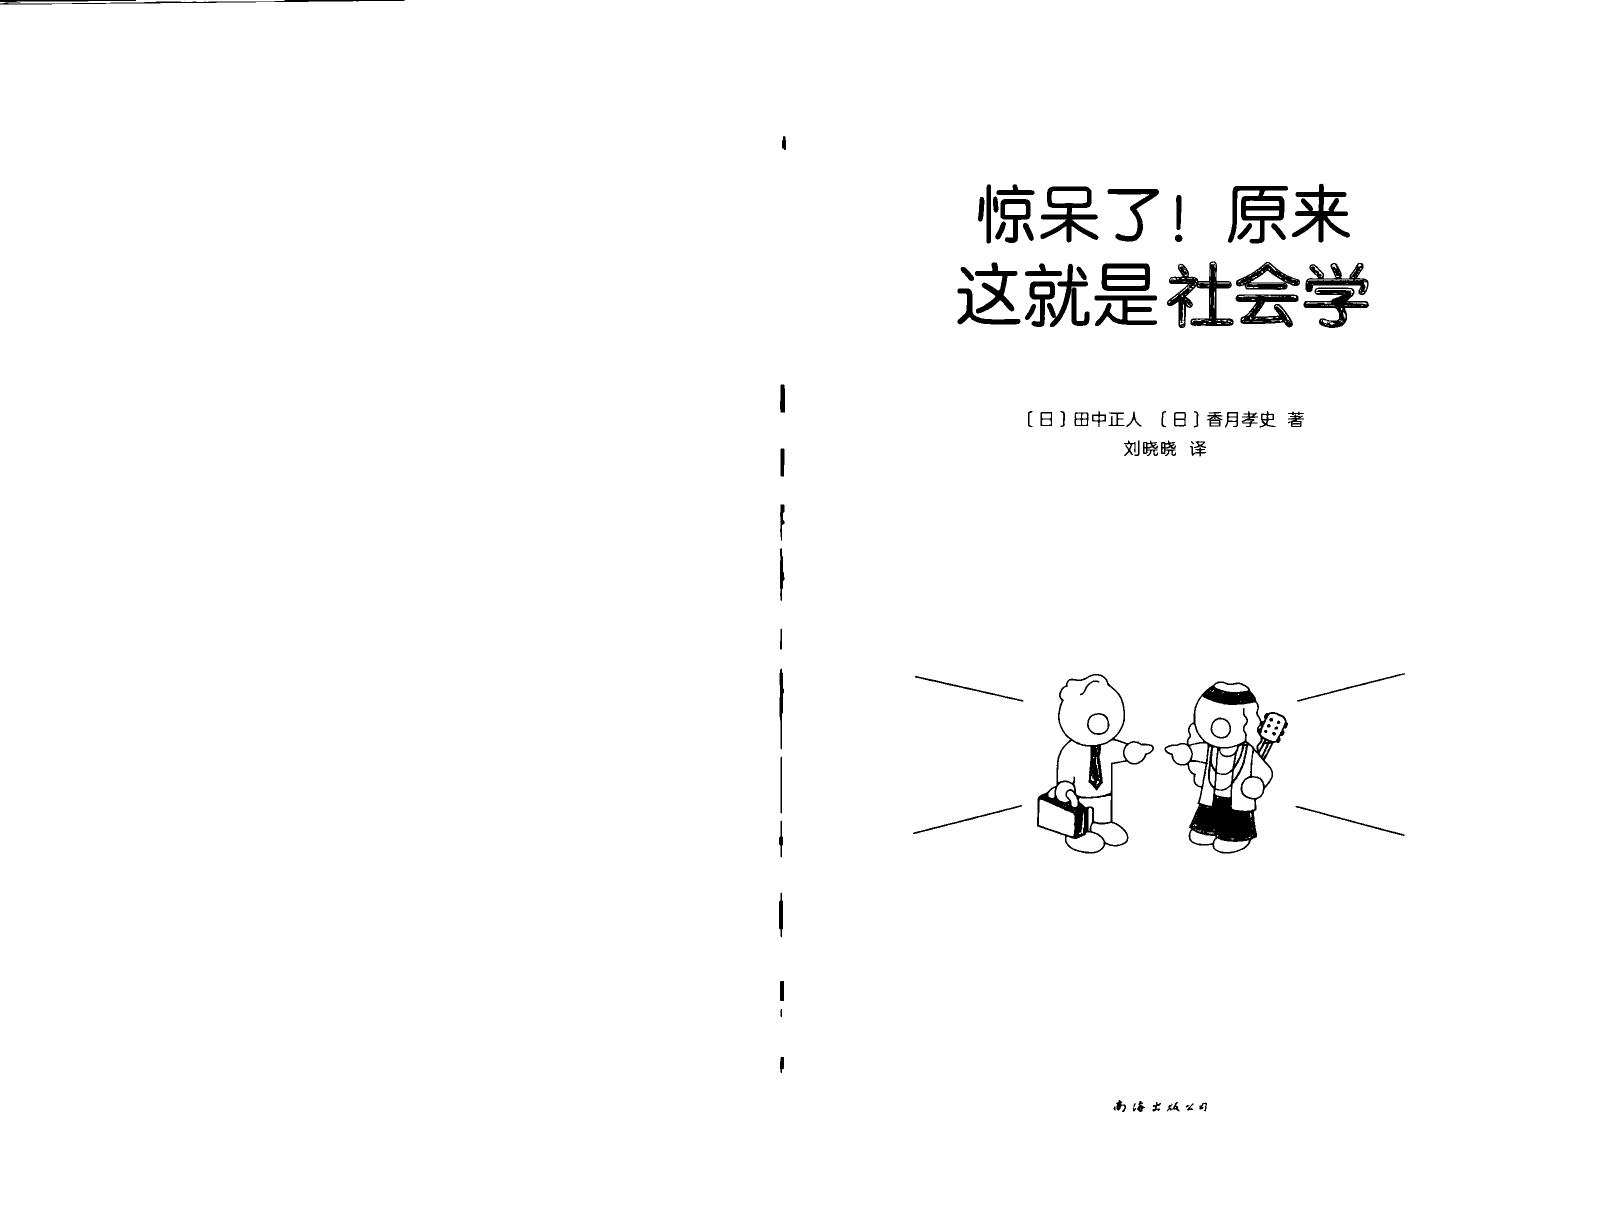 惊呆了！原来
这就是社会学
〔日〕田中正人 〔日〕香月孝史 著
刘晓晓 译
南海出版公司